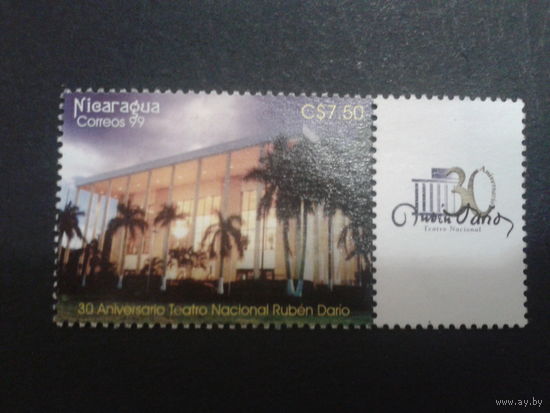 Nicaragua
Correos 99
C$7.50
30 Aniversario Teatro Nacional Rubén Darío
30
Aniversario
Rubén Darío
Teatro Nacional
www.ay.by